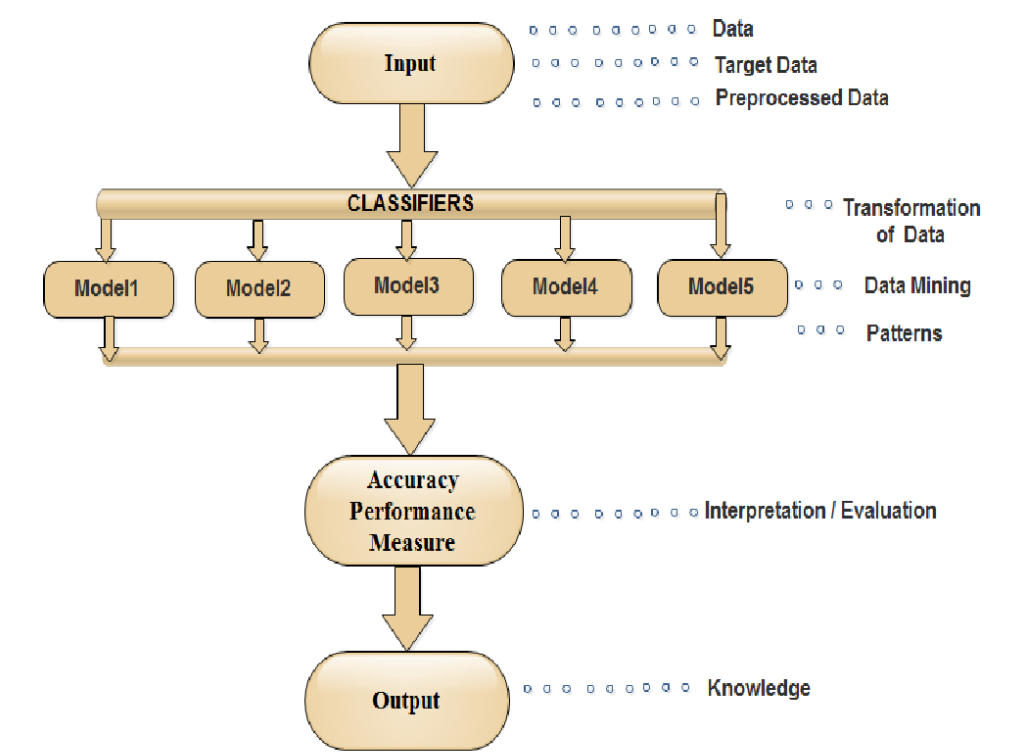 Input
Data
Target Data
Preprocessed Data
CLASSIFIERS
Transformation
of Data
Model1
Model2
Model3
Model4
Model5
Data Mining
Patterns
Accuracy
Performance
Measure
Interpretation / Evaluation
Output
Knowledge